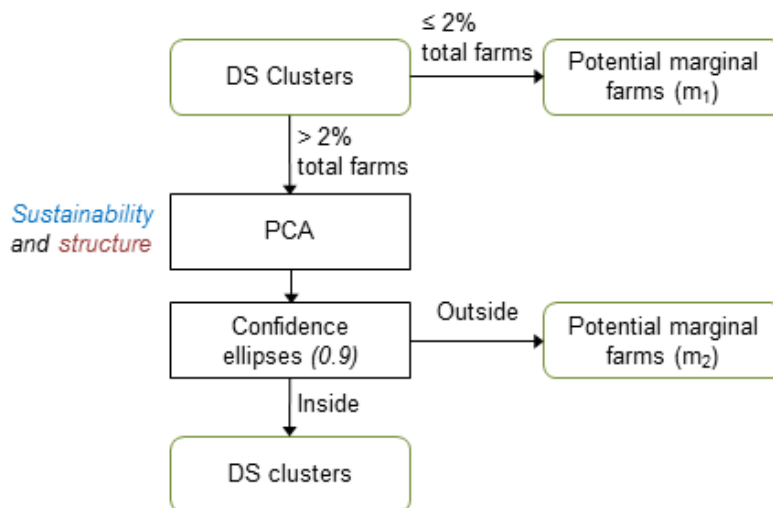 ≤ 2%
total farms
DS Clusters
Potential marginal
farms (m₁)
> 2%
total farms
Sustainability
and structure
PCA
Confidence
ellipses (0.9)
Outside
Potential marginal
farms (m₂)
Inside
DS clusters